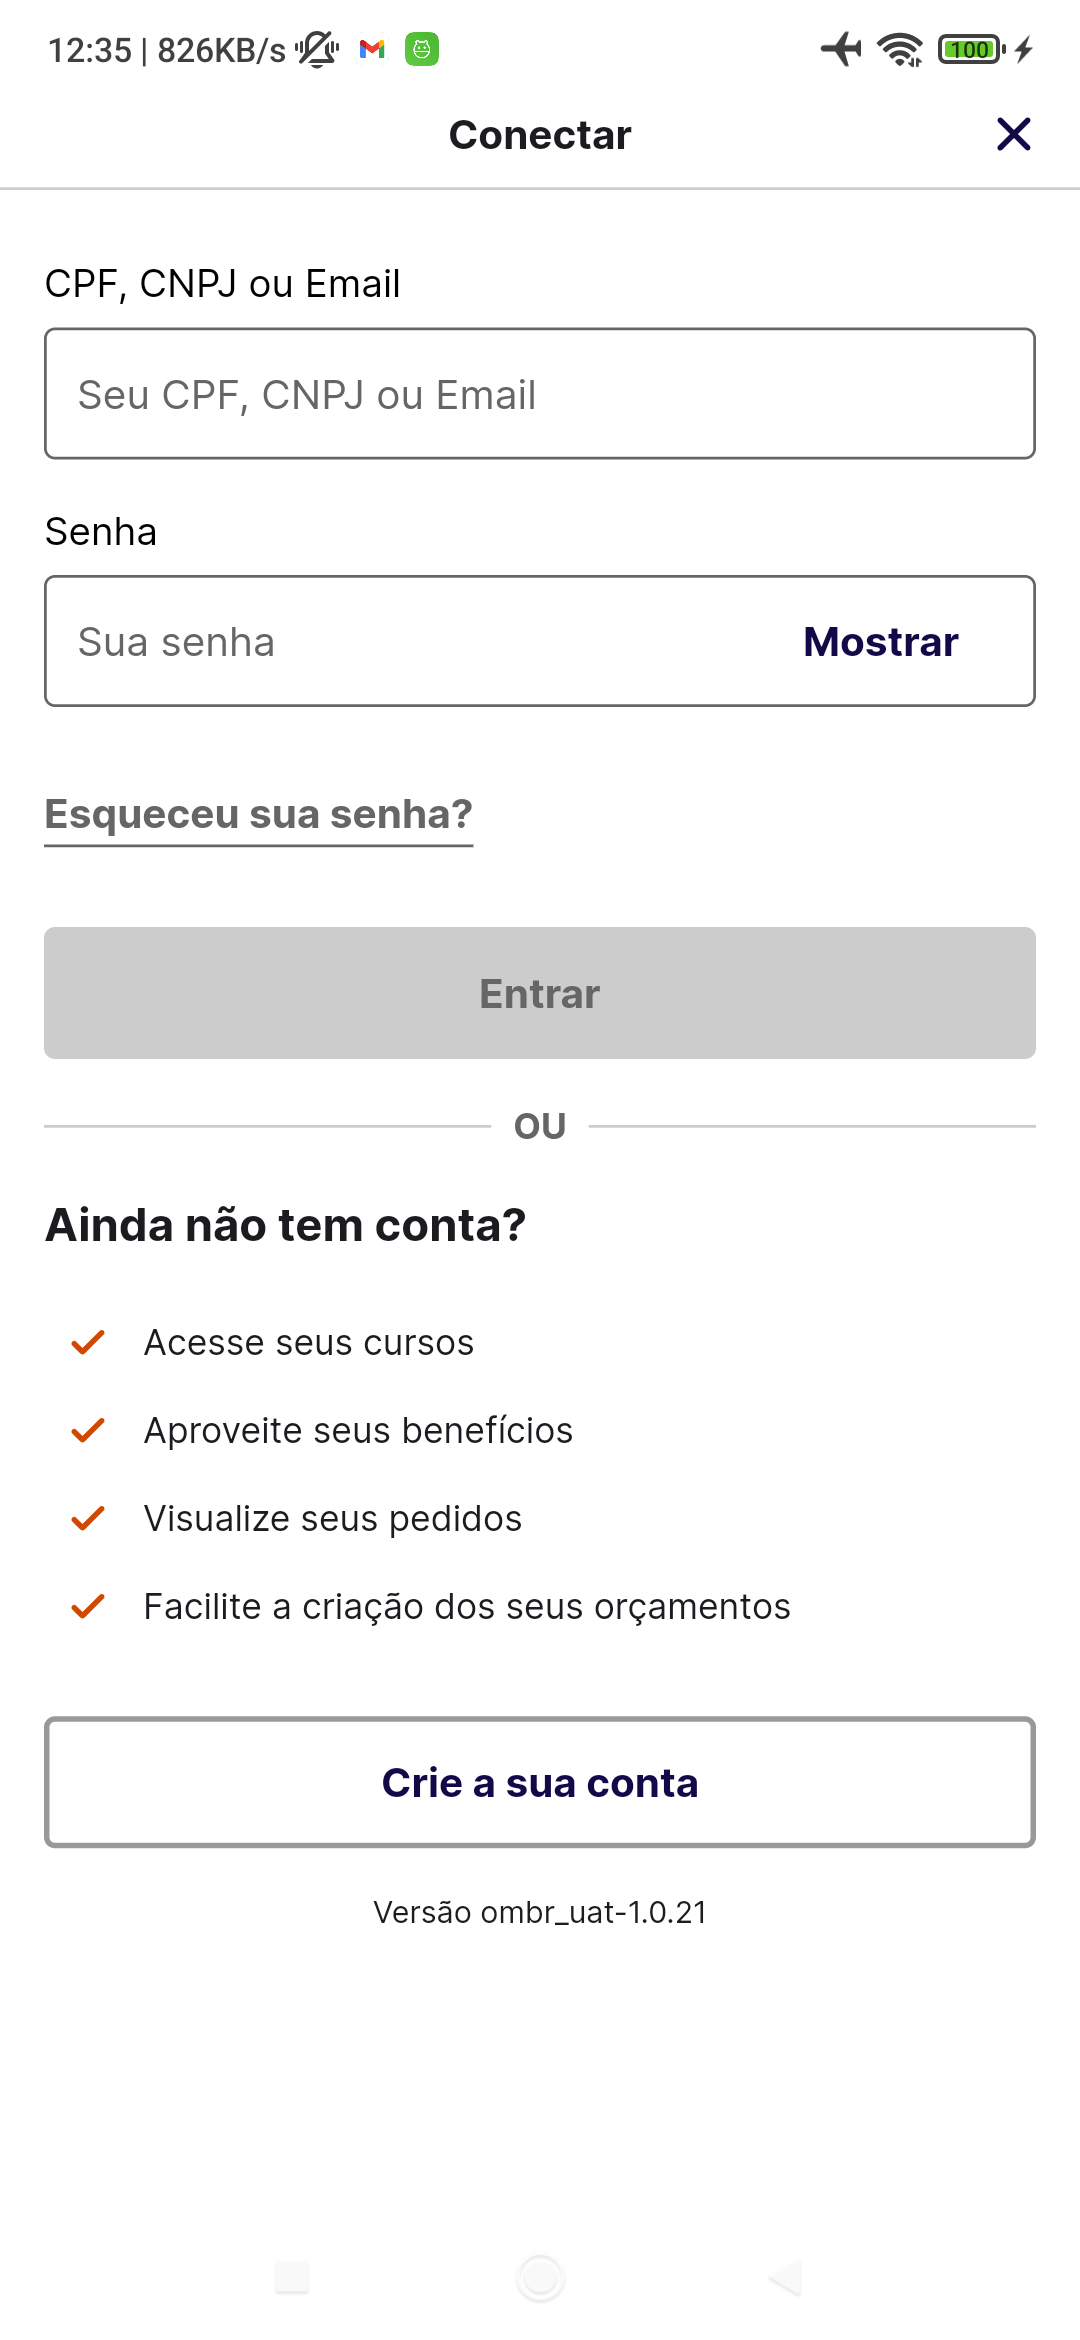 12:35 | 826KB/s
100
Conectar
CPF, CNPJ ou Email
Seu CPF, CNPJ ou Email
Senha
Sua senha
Mostrar
Esqueceu sua senha?
Entrar
OU
Ainda não tem conta?
Acesse seus cursos
Aproveite seus benefícios
Visualize seus pedidos
Facilite a criação dos seus orçamentos
Crie a sua conta
Versão ombr_uat-1.0.21